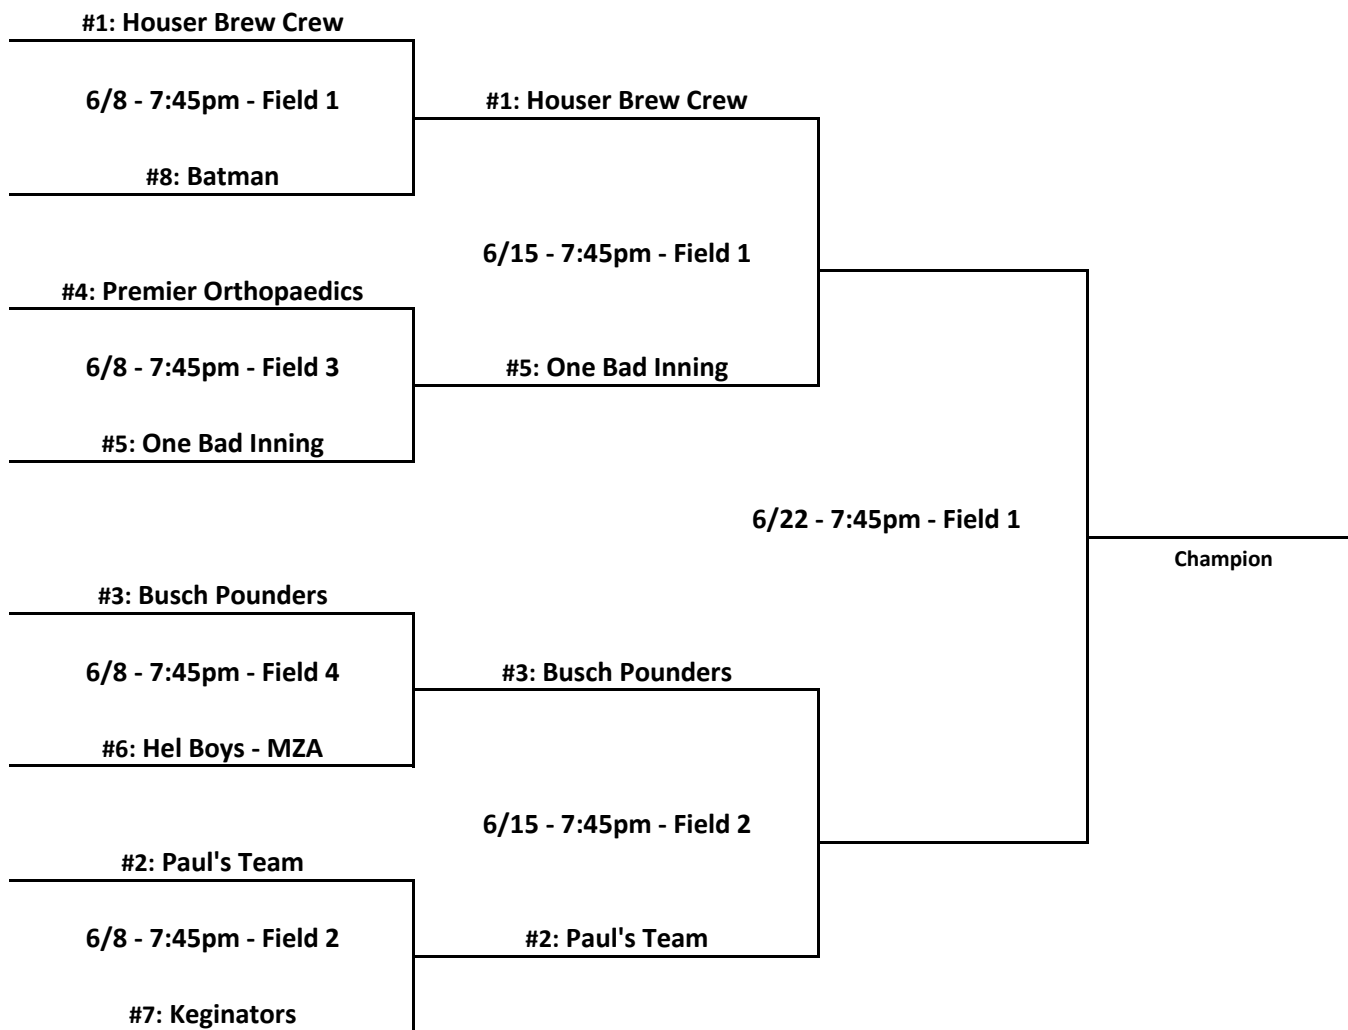 #1: Houser Brew Crew
6/8 - 7:45pm - Field 1
#1: Houser Brew Crew
#8: Batman
6/15 - 7:45pm - Field 1
#4: Premier Orthopaedics
6/8 - 7:45pm - Field 3
#5: One Bad Inning
#5: One Bad Inning
6/22 - 7:45pm - Field 1
Champion
#3: Busch Pounders
6/8 - 7:45pm - Field 4
#3: Busch Pounders
#6: Hel Boys - MZA
6/15 - 7:45pm - Field 2
#2: Paul's Team
6/8 - 7:45pm - Field 2
#2: Paul's Team
#7: Keginators